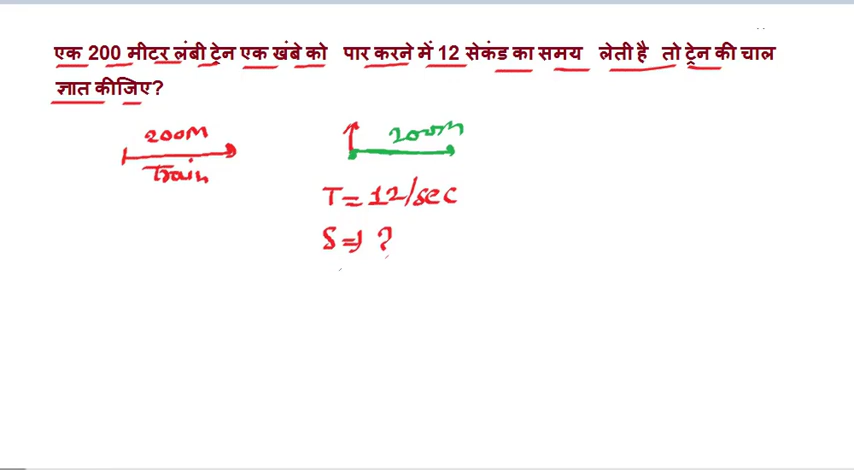 एक 200 मीटर लंबी ट्रेन एक खंबे को पार करने में 12 सेकंड का समय लेती है तो ट्रेन की चाल
ज्ञात कीजिए?
200M
Train
200M
T=12/sec
S=) ?